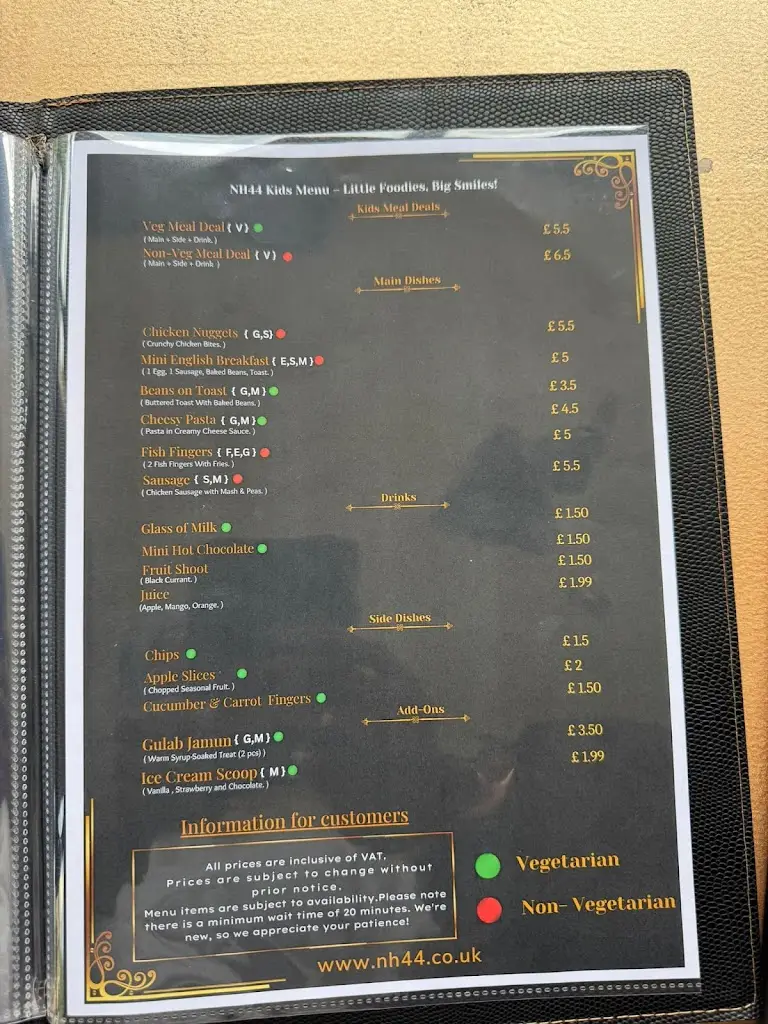 NH44 Kids Menu – Little Foodies, Big Smiles!
Kids Meal Deals
Veg Meal Deal { V } £ 5.5
( Main + Side + Drink. )
Non-Veg Meal Deal { V } £ 6.5
( Main + Side + Drink )
Main Dishes
Chicken Nuggets { G,S} £ 5.5
( Crunchy Chicken Bites. )
Mini English Breakfast { E,S,M } £ 5
( 1 Egg, 1 Sausage, Baked Beans, Toast. )
Beans on Toast { G,M } £ 3.5
( Buttered Toast With Baked Beans. )
Cheesy Pasta { G,M } £ 4.5
( Pasta in Creamy Cheese Sauce. )
Fish Fingers { F,E,G } £ 5
( 2 Fish Fingers With Fries. )
Sausage { S,M } £ 5.5
( Chicken Sausage with Mash & Peas. )
Drinks
Glass of Milk £ 1.50
Mini Hot Chocolate £ 1.50
Fruit Shoot £ 1.50
( Black Currant. )
Juice £ 1.99
(Apple, Mango, Orange. )
Side Dishes
Chips £ 1.5
Apple Slices £ 2
( Chopped Seasonal Fruit. )
Cucumber & Carrot Fingers £ 1.50
Add-Ons
Gulab Jamun { G,M } £ 3.50
( Warm Syrup-Soaked Treat (2 pcs) )
Ice Cream Scoop { M } £ 1.99
( Vanilla , Strawberry and Chocolate. )
Information for customers
All prices are inclusive of VAT.
Prices are subject to change without
prior notice.
Menu items are subject to availability.Please note
there is a minimum wait time of 20 minutes. We're
new, so we appreciate your patience!
Vegetarian
Non- Vegetarian
www.nh44.co.uk